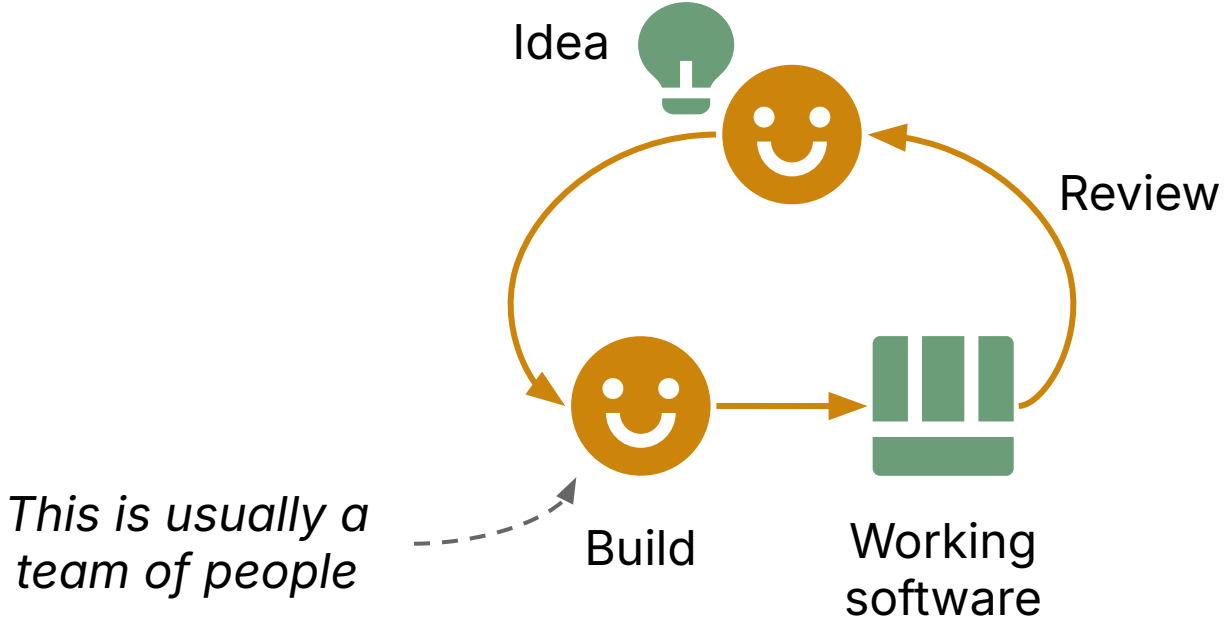 Idea
Review
This is usually a
team of people
Build
Working
software